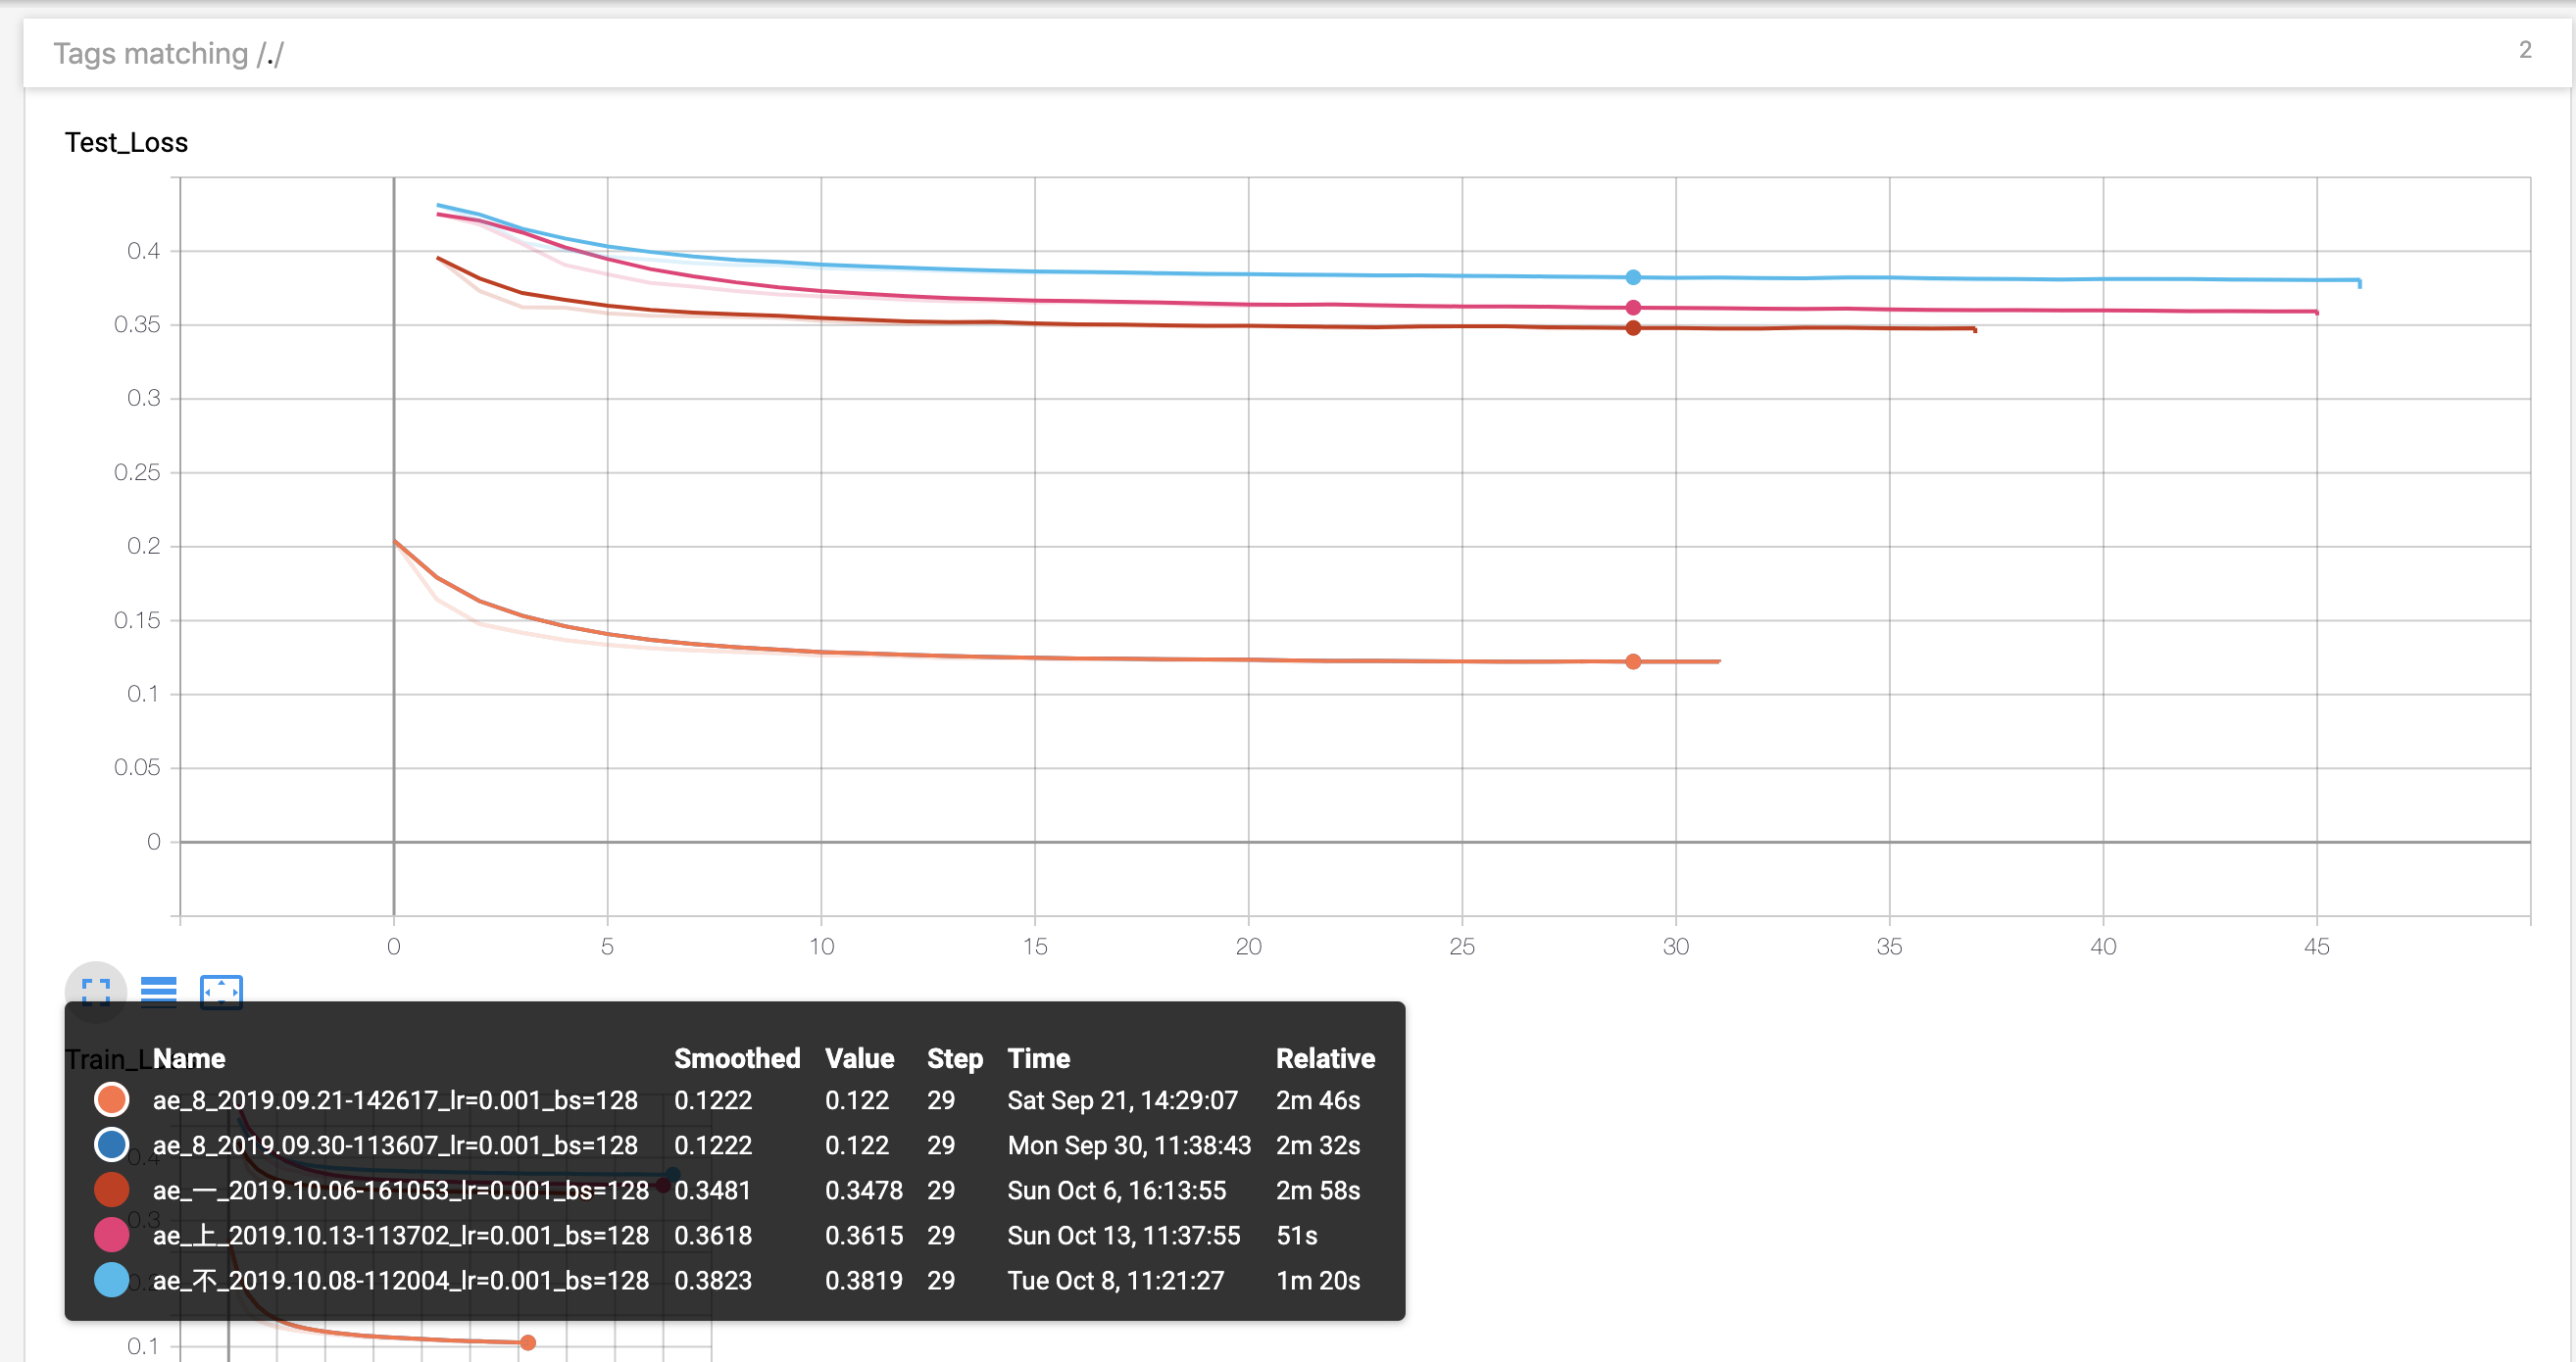 Tags matching /./
2
Test_Loss
0.4
0.35
0.3
0.25
0.2
0.15
0.1
0.05
0
0 5 10 15 20 25 30 35 40 45
Train_L
Name Smoothed Value Step Time Relative
ae_8_2019.09.21-142617_lr=0.001_bs=128 0.1222 0.122 29 Sat Sep 21, 14:29:07 2m 46s
ae_8_2019.09.30-113607_lr=0.001_bs=128 0.1222 0.122 29 Mon Sep 30, 11:38:43 2m 32s
0.4
ae_一_2019.10.06-161053_lr=0.001_bs=128 0.3481 0.3478 29 Sun Oct 6, 16:13:55 2m 58s
0.3
ae_上_2019.10.13-113702_lr=0.001_bs=128 0.3618 0.3615 29 Sun Oct 13, 11:37:55 51s
ae_不_2019.10.08-112004_lr=0.001_bs=128 0.3823 0.3819 29 Tue Oct 8, 11:21:27 1m 20s
0.1